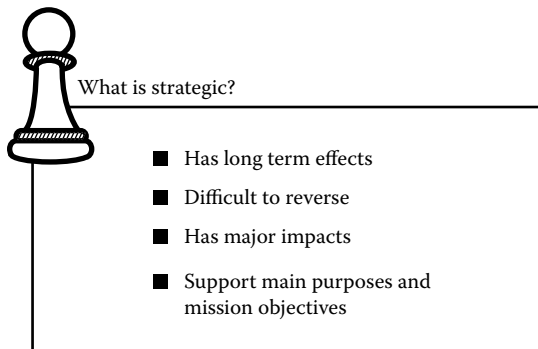 What is strategic?
Has long term effects
Difficult to reverse
Has major impacts
Support main purposes and
mission objectives